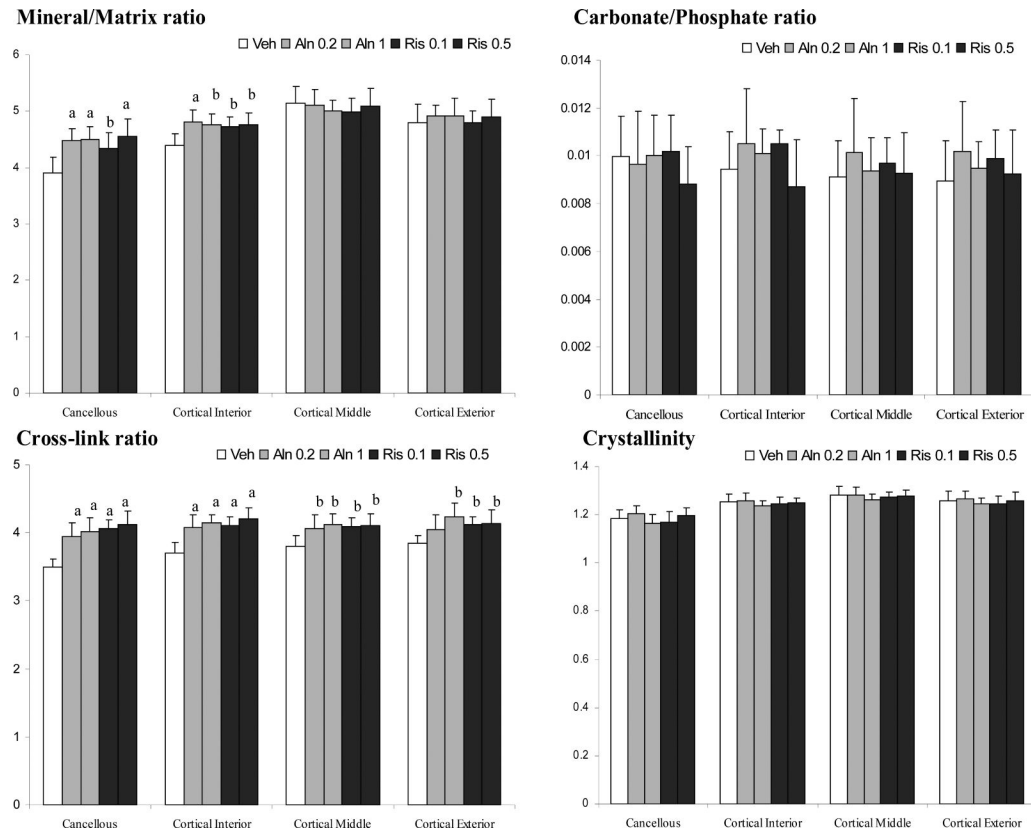 Mineral/Matrix ratio
Veh Aln 0.2 Aln 1 Ris 0.1 Ris 0.5
6
5
4
3
2
1
0
a a b a
a b b b
Cancellous Cortical Interior Cortical Middle Cortical Exterior
Carbonate/Phosphate ratio
Veh Aln 0.2 Aln 1 Ris 0.1 Ris 0.5
0.014
0.012
0.01
0.008
0.006
0.004
0.002
0
Cancellous Cortical Interior Cortical Middle Cortical Exterior
Cross-link ratio
Veh Aln 0.2 Aln 1 Ris 0.1 Ris 0.5
5
4
3
2
1
0
a a a a
a a a a
b b b b
b b b
Cancellous Cortical Interior Cortical Middle Cortical Exterior
Crystallinity
Veh Aln 0.2 Aln 1 Ris 0.1 Ris 0.5
1.4
1.2
1
0.8
0.6
0.4
0.2
0
Cancellous Cortical Interior Cortical Middle Cortical Exterior